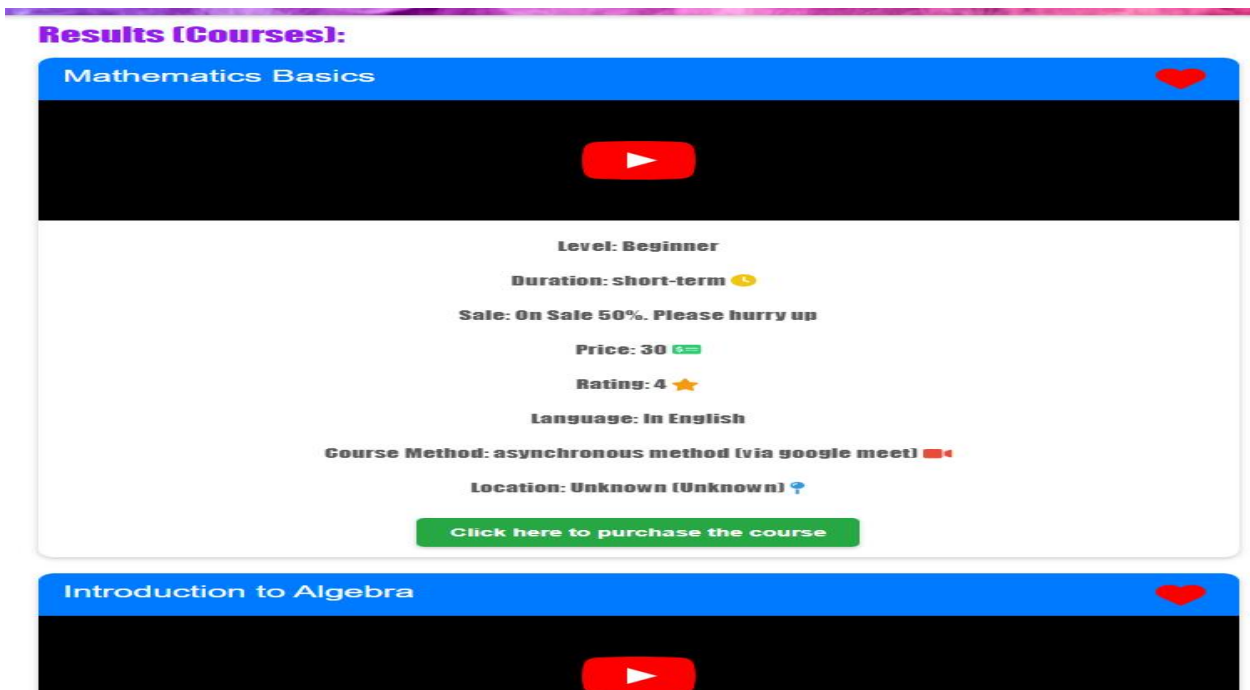 Results (Courses):
Mathematics Basics
Level: Beginner
Duration: short-term
Sale: On Sale 50%. Please hurry up
Price: 30
Rating: 4
Language: In English
Course Method: asynchronous method (via google meet)
Location: Unknown (Unknown)
Click here to purchase the course
Introduction to Algebra